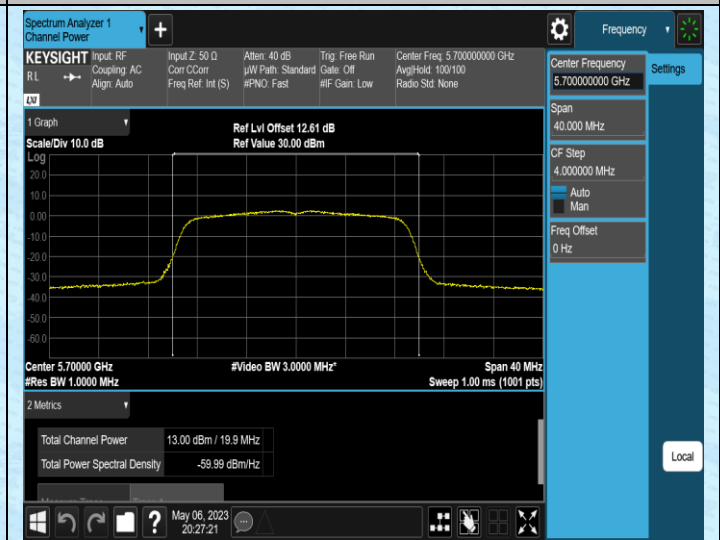 Spectrum Analyzer 1
Channel Power
+
Frequency
KEYSIGHT
RL
LXI
Input: RF
Coupling: AC
Align: Auto
Input Z: 50 Ω
Corr CCorr
Freq Ref: Int (S)
Atten: 40 dB
µW Path: Standard
#PNO: Fast
Trig: Free Run
Gate: Off
#IF Gain: Low
Center Freq: 5.700000000 GHz
Avg|Hold: 100/100
Radio Std: None
Center Frequency
5.700000000 GHz
Settings
Span
40.000 MHz
CF Step
4.000000 MHz
Auto
Man
Freq Offset
0 Hz
1 Graph
Scale/Div 10.0 dB
Ref Lvl Offset 12.61 dB
Ref Value 30.00 dBm
Log
20.0
10.0
0.00
-10.0
-20.0
-30.0
-40.0
-50.0
-60.0
Center 5.70000 GHz
#Res BW 1.0000 MHz
#Video BW 3.0000 MHz*
Span 40 MHz
Sweep 1.00 ms (1001 pts)
2 Metrics
Total Channel Power 13.00 dBm / 19.9 MHz
Total Power Spectral Density -59.99 dBm/Hz
Local
?
May 06, 2023
20:27:21